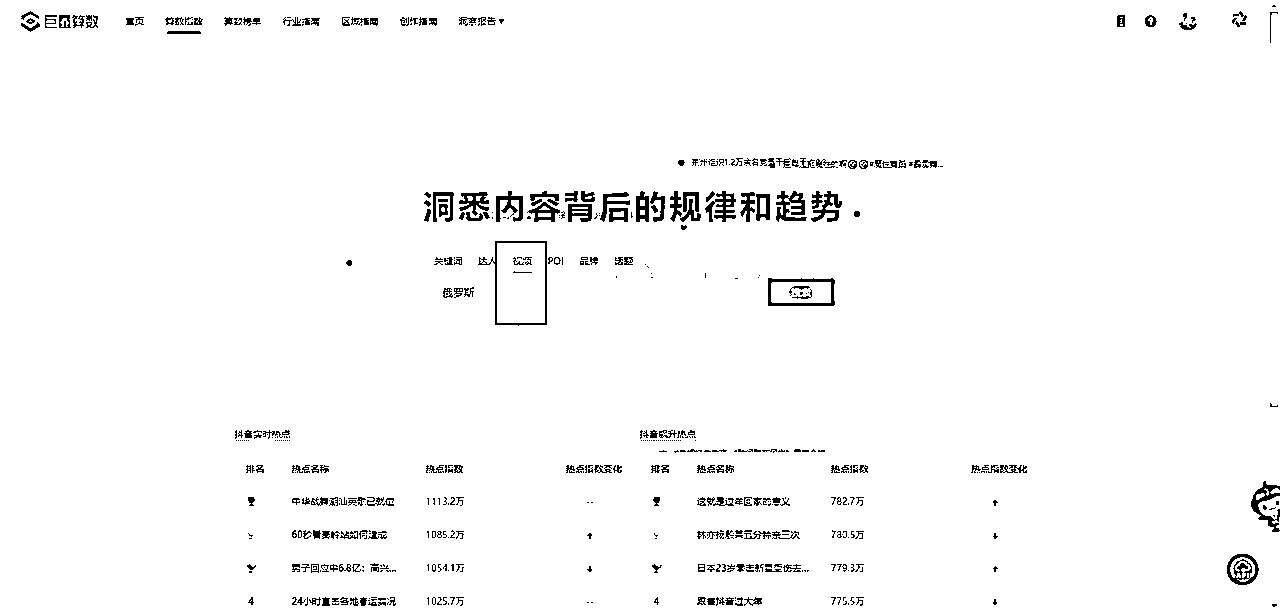 巨量算数 首页 算数指数 算数榜单 行业指南 区域指南 创作指南 洞察报告
洞悉内容背后的规律和趋势
关键词 达人 视频 POI 品牌 话题
俄罗斯 搜索
抖音实时热点
排名 热点名称 热点指数 热点指数变化
中华战舞潮汕英歌已就位 1113.2万 --
60秒看 如何建成 1085.2万
男子回应中6.8亿：高兴... 1054.1万
4 24小时直击各地春运实况 1025.7万 --
抖音飙升热点
排名 热点名称 热点指数 热点指数变化
这就是过年回家的意义 782.7万
林亦扬殷果五分钟亲三次 780.5万
日本23岁拳击新星受伤去... 779.3万
4 跟着抖音过大年 775.5万